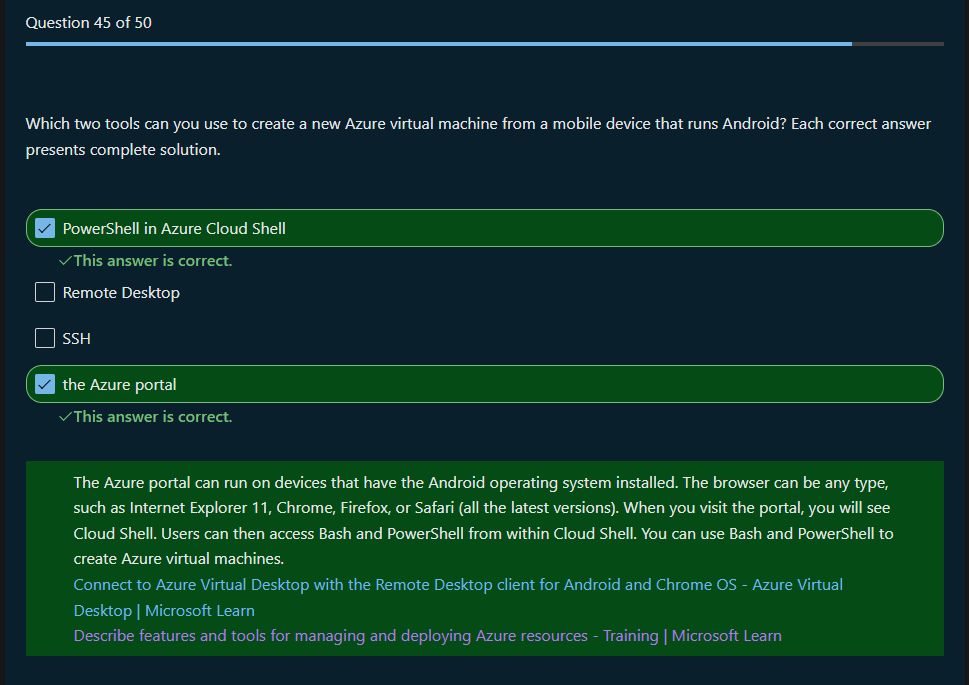 Question 45 of 50
Which two tools can you use to create a new Azure virtual machine from a mobile device that runs Android? Each correct answer
presents complete solution.
PowerShell in Azure Cloud Shell
This answer is correct.
Remote Desktop
SSH
the Azure portal
This answer is correct.
The Azure portal can run on devices that have the Android operating system installed. The browser can be any type,
such as Internet Explorer 11, Chrome, Firefox, or Safari (all the latest versions). When you visit the portal, you will see
Cloud Shell. Users can then access Bash and PowerShell from within Cloud Shell. You can use Bash and PowerShell to
create Azure virtual machines.
Connect to Azure Virtual Desktop with the Remote Desktop client for Android and Chrome OS - Azure Virtual
Desktop | Microsoft Learn
Describe features and tools for managing and deploying Azure resources - Training | Microsoft Learn